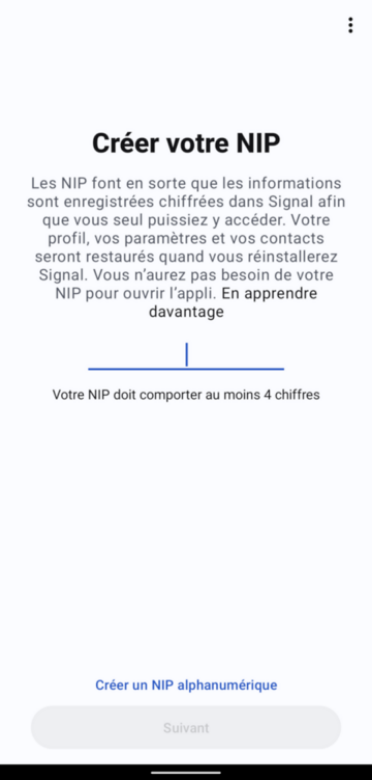 Créer votre NIP
Les NIP font en sorte que les informations
sont enregistrées chiffrées dans Signal afin
que vous seul puissiez y accéder. Votre
profil, vos paramètres et vos contacts
seront restaurés quand vous réinstallerez
Signal. Vous n’aurez pas besoin de votre
NIP pour ouvrir l’appli. En apprendre
davantage
Votre NIP doit comporter au moins 4 chiffres
Créer un NIP alphanumérique
Suivant